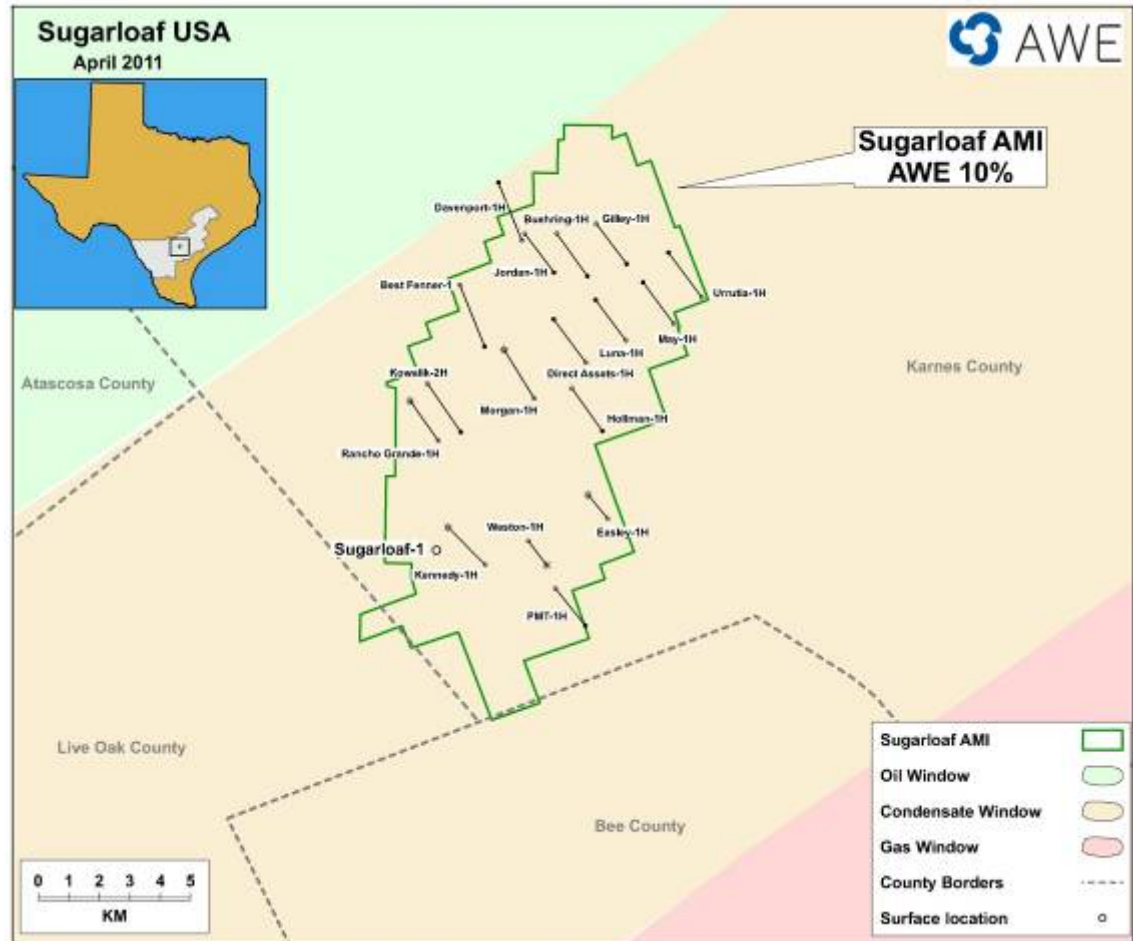 Sugarloaf USA
April 2011
AWE
Sugarloaf AMI
AWE 10%
Davenport-1H
Buehring-1H
Gilley-1H
Jordan-1H
Best Fenner-1
Urrutia-1H
Luna-1H
May-1H
Atascosa County
Karnes County
Kowalik-2H
Direct Assets-1H
Morgan-1H
Hollman-1H
Rancho Grande-1H
Weston-1H
Easley-1H
Sugarloaf-1
Kennedy-1H
PMT-1H
Live Oak County
Bee County
Sugarloaf AMI
Oil Window
Condensate Window
Gas Window
County Borders
Surface location
0 1 2 3 4 5
KM